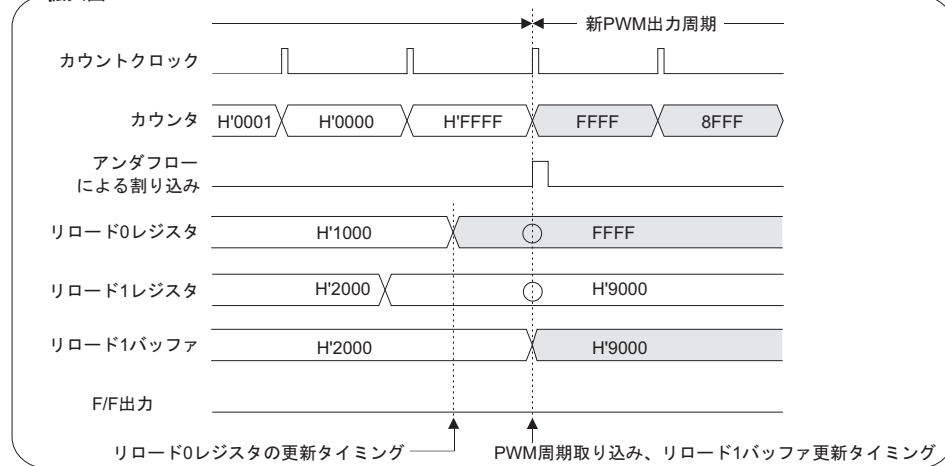 新PWM出力周期
カウントクロック
カウンタ H'0001 H'0000 H'FFFF FFFF 8FFF
アンダフロー
による割り込み
リロード0レジスタ H'1000 FFFF
リロード1レジスタ H'2000 H'9000
リロード1バッファ H'2000 H'9000
F/F出力
リロード0レジスタの更新タイミング PWM周期取り込み、リロード1バッファ更新タイミング